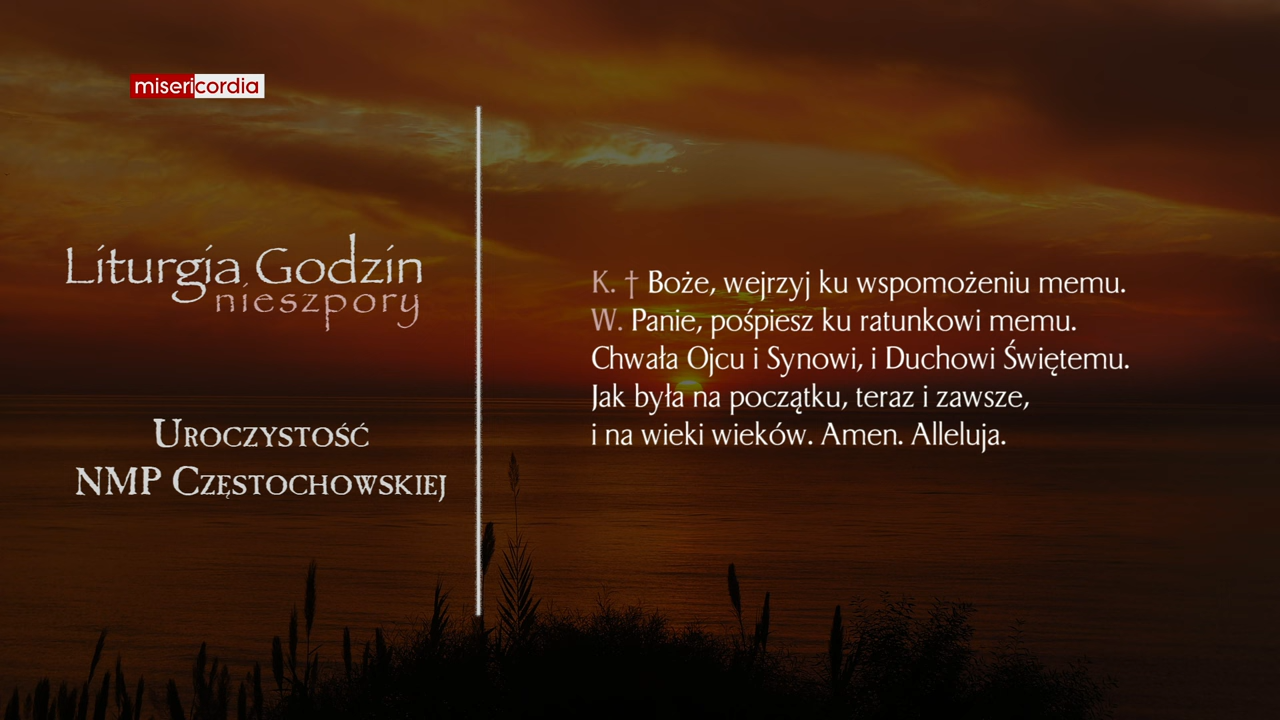 misericordia
Liturgia Godzin
nieszpory
Uroczystość
NMP Częstochowskiej
K. † Boże, wejrzyj ku wspomożeniu memu.
W. Panie, pośpiesz ku ratunkowi memu.
Chwała Ojcu i Synowi, i Duchowi Świętemu.
Jak była na początku, teraz i zawsze,
i na wieki wieków. Amen. Alleluja.